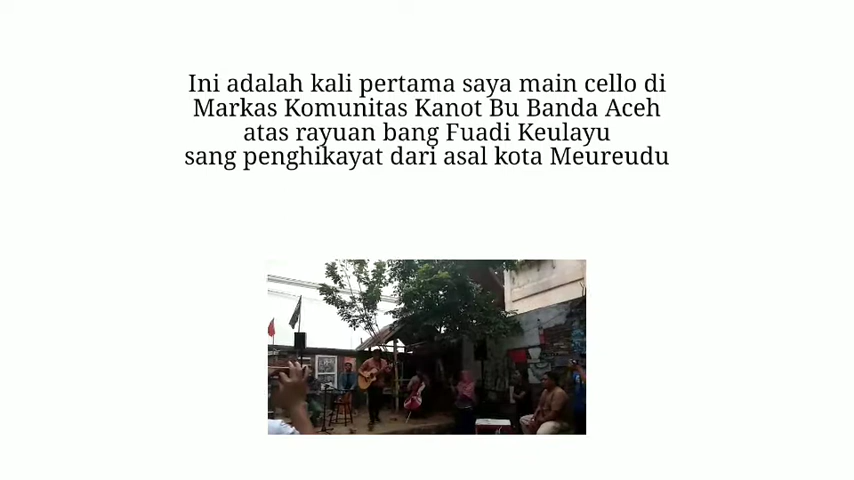 Ini adalah kali pertama saya main cello di
Markas Komunitas Kanot Bu Banda Aceh
atas rayuan bang Fuadi Keulayu
sang penghikayat dari asal kota Meureudu